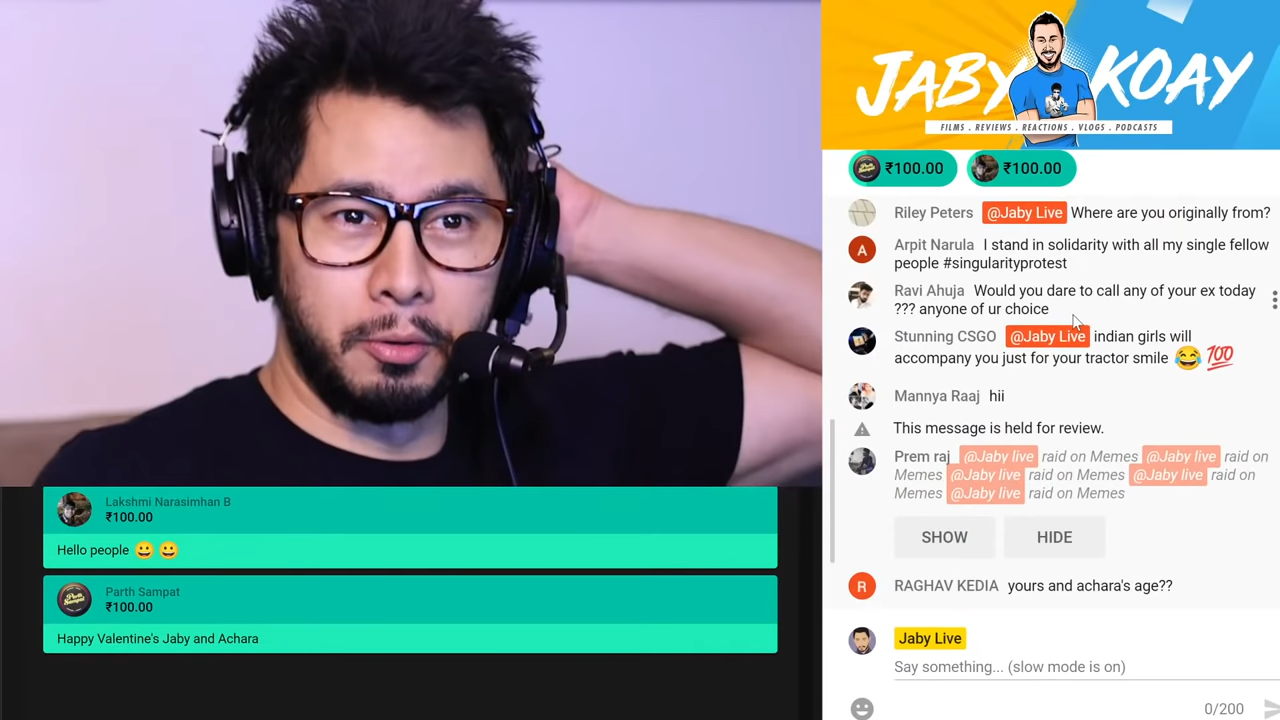 JABY KOAY
FILMS . REVIEWS . REACTIONS . VLOGS . PODCASTS
₹100.00 ₹100.00
Riley Peters @Jaby Live Where are you originally from?
Arpit Narula I stand in solidarity with all my single fellow
people #singularityprotest
Ravi Ahuja Would you dare to call any of your ex today
??? anyone of ur choice
Stunning CSGO @Jaby Live indian girls will
accompany you just for your tractor smile 😂 💯
Mannya Raaj hii
This message is held for review.
Prem raj @Jaby live raid on Memes @Jaby live raid on
Memes @Jaby live raid on Memes @Jaby live raid on
Memes @Jaby live raid on Memes
SHOW HIDE
R RAGHAV KEDIA yours and achara's age??
Jaby Live
Say something... (slow mode is on)
0/200
Lakshmi Narasimhan B
₹100.00
Hello people 😀 😀
Parth Sampat
₹100.00
Happy Valentine's Jaby and Achara